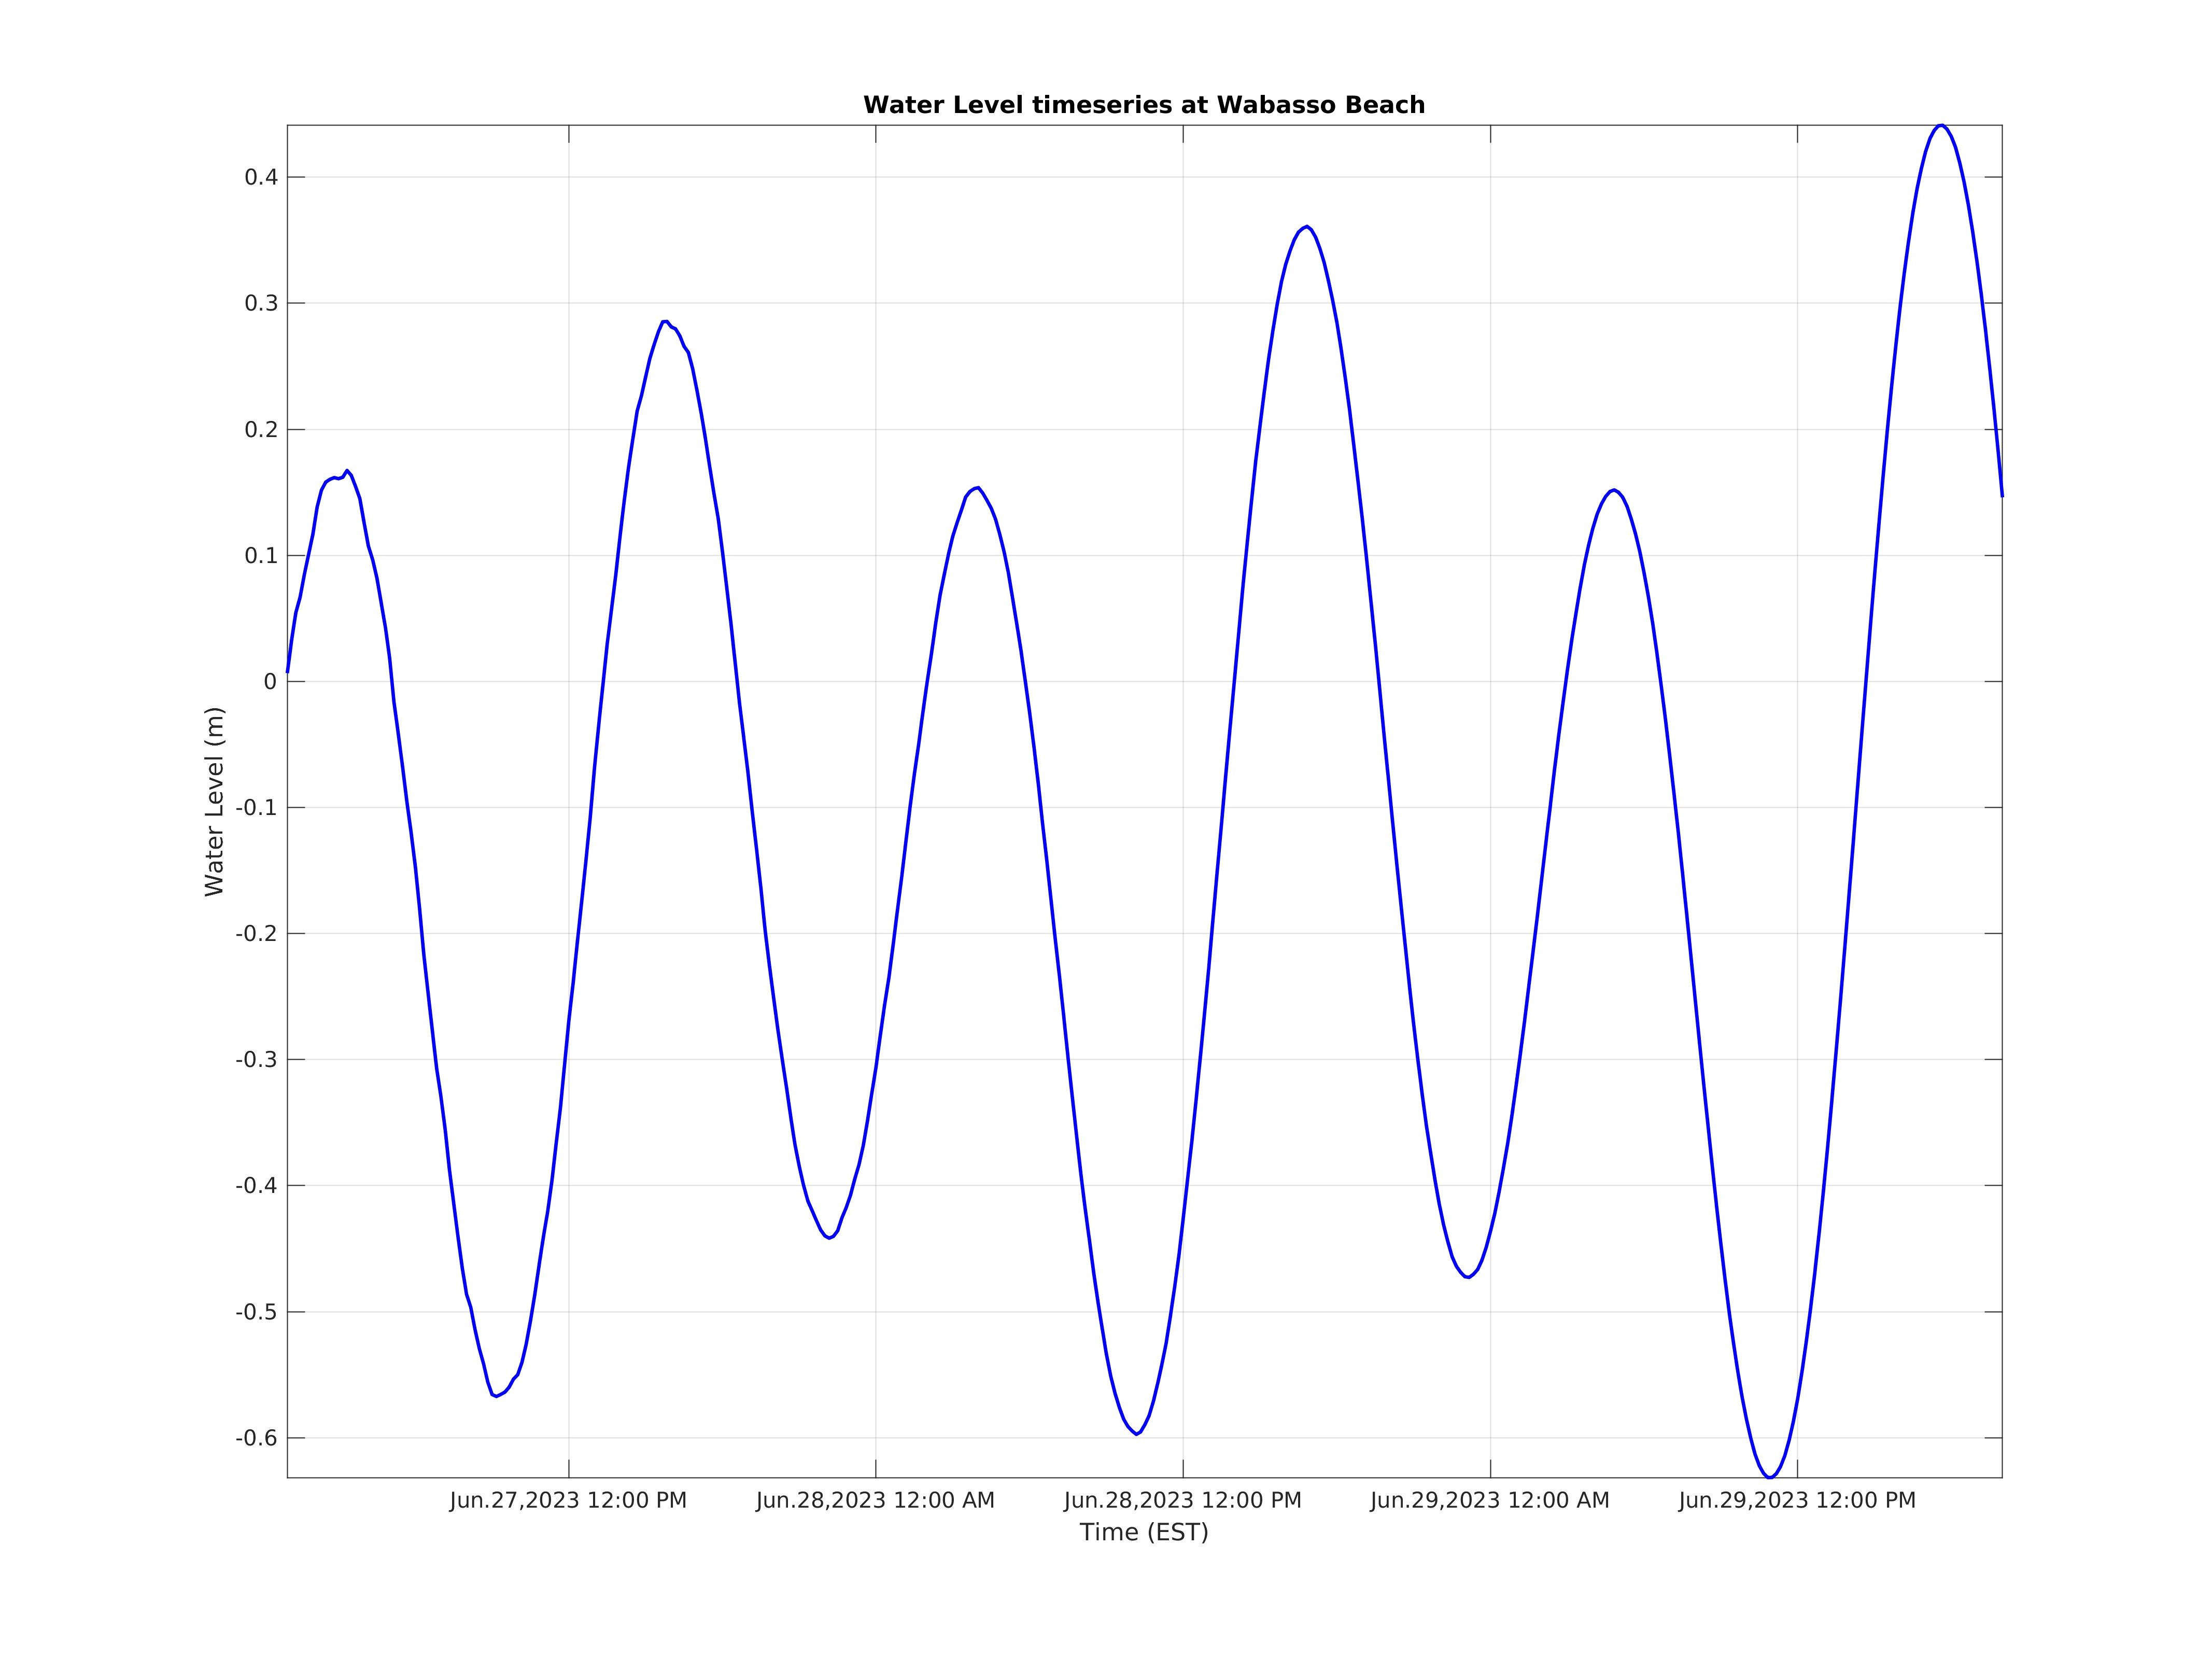 Water Level timeseries at Wabasso Beach
0.4
0.3
0.2
0.1
0
-0.1
-0.2
-0.3
-0.4
-0.5
-0.6
Water Level (m)
Jun.27,2023 12:00 PM
Jun.28,2023 12:00 AM
Jun.28,2023 12:00 PM
Jun.29,2023 12:00 AM
Jun.29,2023 12:00 PM
Time (EST)